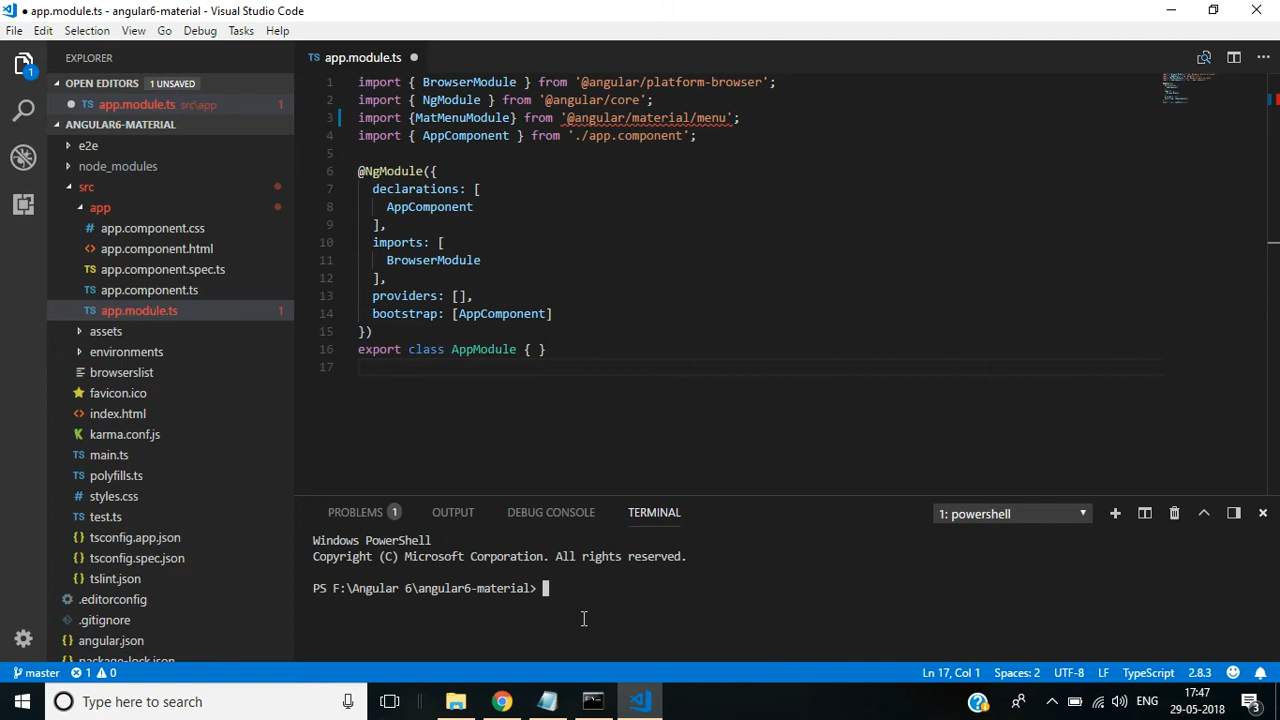 ● app.module.ts - angular6-material - Visual Studio Code
File Edit Selection View Go Debug Tasks Help
EXPLORER
OPEN EDITORS 1 UNSAVED
TS app.module.ts src\app 1
ANGULAR6-MATERIAL
e2e
node_modules
src
app
# app.component.css
<> app.component.html
TS app.component.spec.ts
TS app.component.ts
TS app.module.ts 1
assets
environments
browserslist
favicon.ico
<> index.html
karma.conf.js
TS main.ts
TS polyfills.ts
# styles.css
TS test.ts
tsconfig.app.json
tsconfig.spec.json
tslint.json
.editorconfig
.gitignore
angular.json
package-lock.json
1
TS app.module.ts ●
1 import { BrowserModule } from '@angular/platform-browser';
2 import { NgModule } from '@angular/core';
3 import {MatMenuModule} from '@angular/material/menu';
4 import { AppComponent } from './app.component';
5
6 @NgModule({
7 declarations: [
8 AppComponent
9 ],
10 imports: [
11 BrowserModule
12 ],
13 providers: [],
14 bootstrap: [AppComponent]
15 })
16 export class AppModule { }
17
PROBLEMS 1 OUTPUT DEBUG CONSOLE TERMINAL 1: powershell
Windows PowerShell
Copyright (C) Microsoft Corporation. All rights reserved.
PS F:\Angular 6\angular6-material>
master 1 0 Ln 17, Col 1 Spaces: 2 UTF-8 LF TypeScript 2.8.3
Type here to search
ENG
17:47
29-05-2018
3